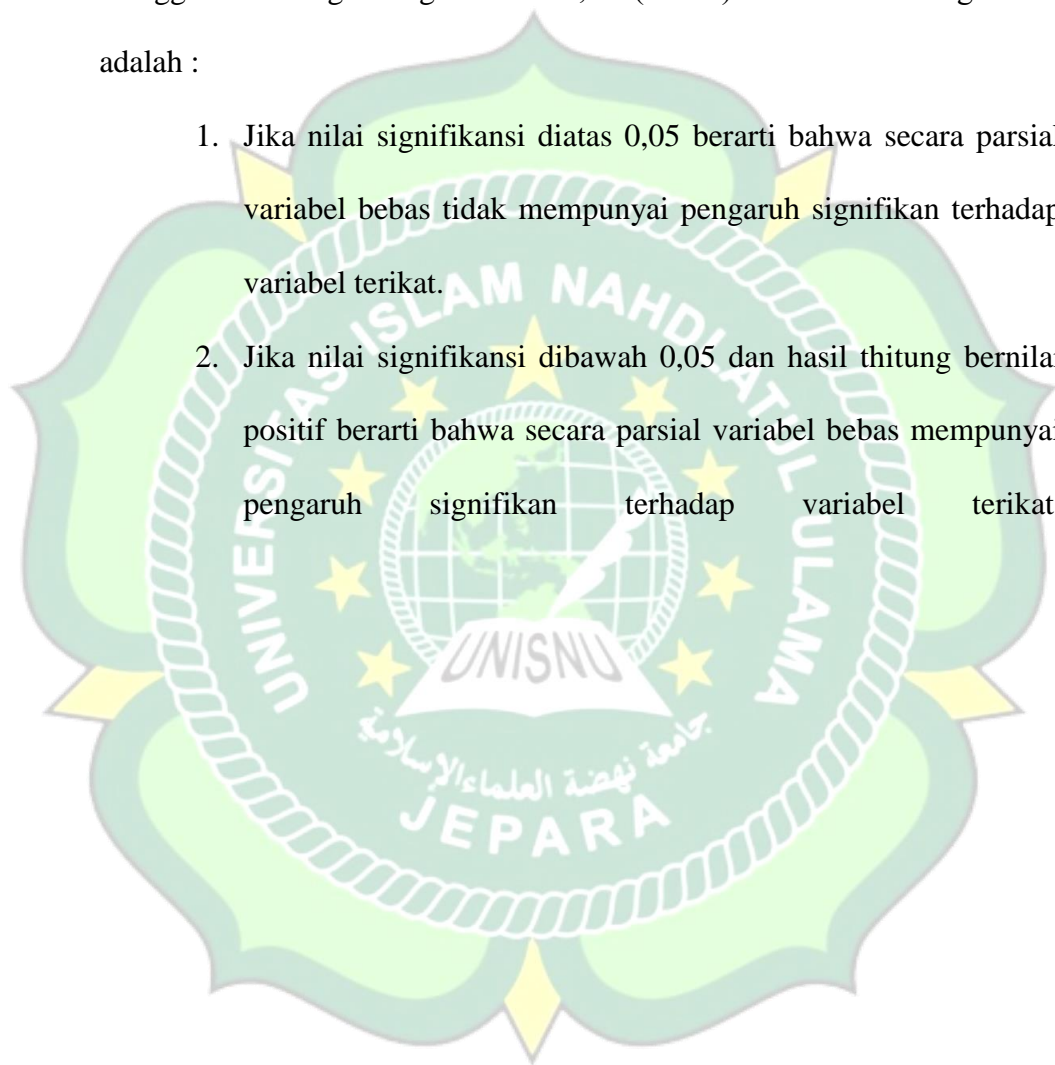 adalah :
1. Jika nilai signifikansi diatas 0,05 berarti bahwa secara parsial
variabel bebas tidak mempunyai pengaruh signifikan terhadap
variabel terikat.
2. Jika nilai signifikansi dibawah 0,05 dan hasil thitung bernilai
positif berarti bahwa secara parsial variabel bebas mempunyai
pengaruh signifikan terhadap variabel terikat.
UNIVERSITAS ISLAM NAHDLATUL ULAMA
UNISNU
جامعة نهضة العلماء الإسلامية
JEPARA